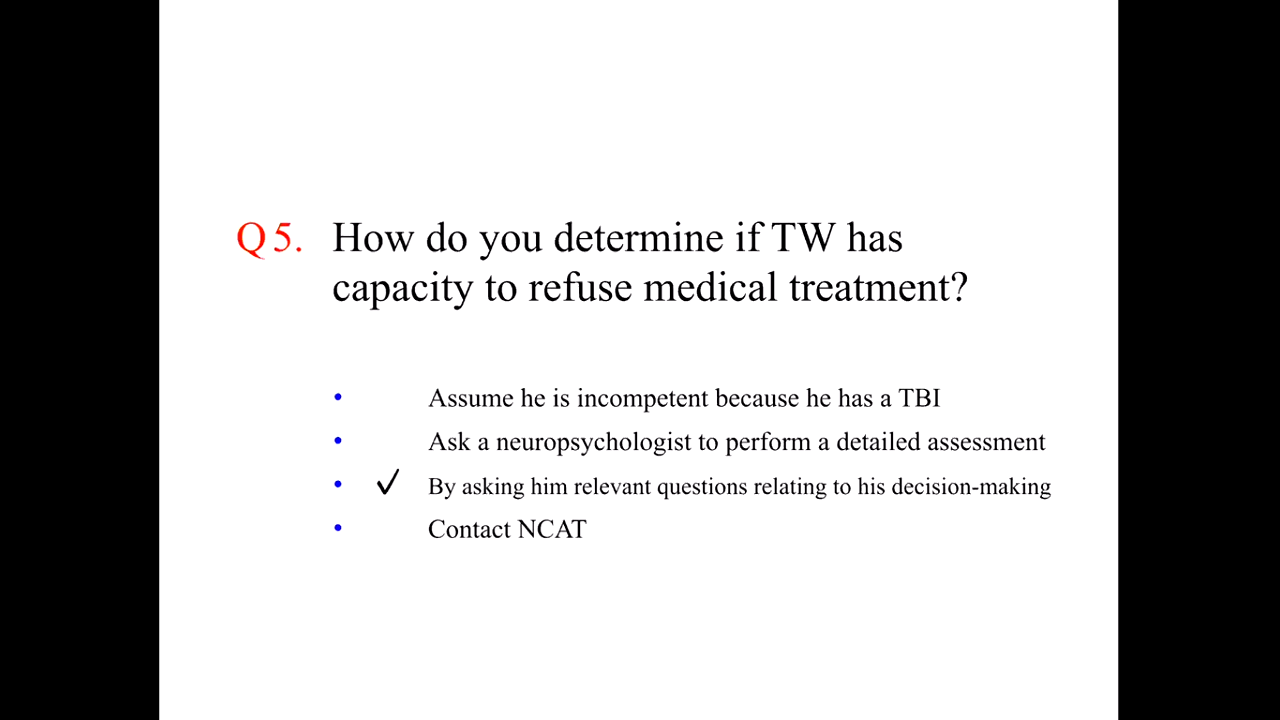 Q 5. How do you determine if TW has
capacity to refuse medical treatment?
• Assume he is incompetent because he has a TBI
• Ask a neuropsychologist to perform a detailed assessment
• ✓ By asking him relevant questions relating to his decision-making
• Contact NCAT